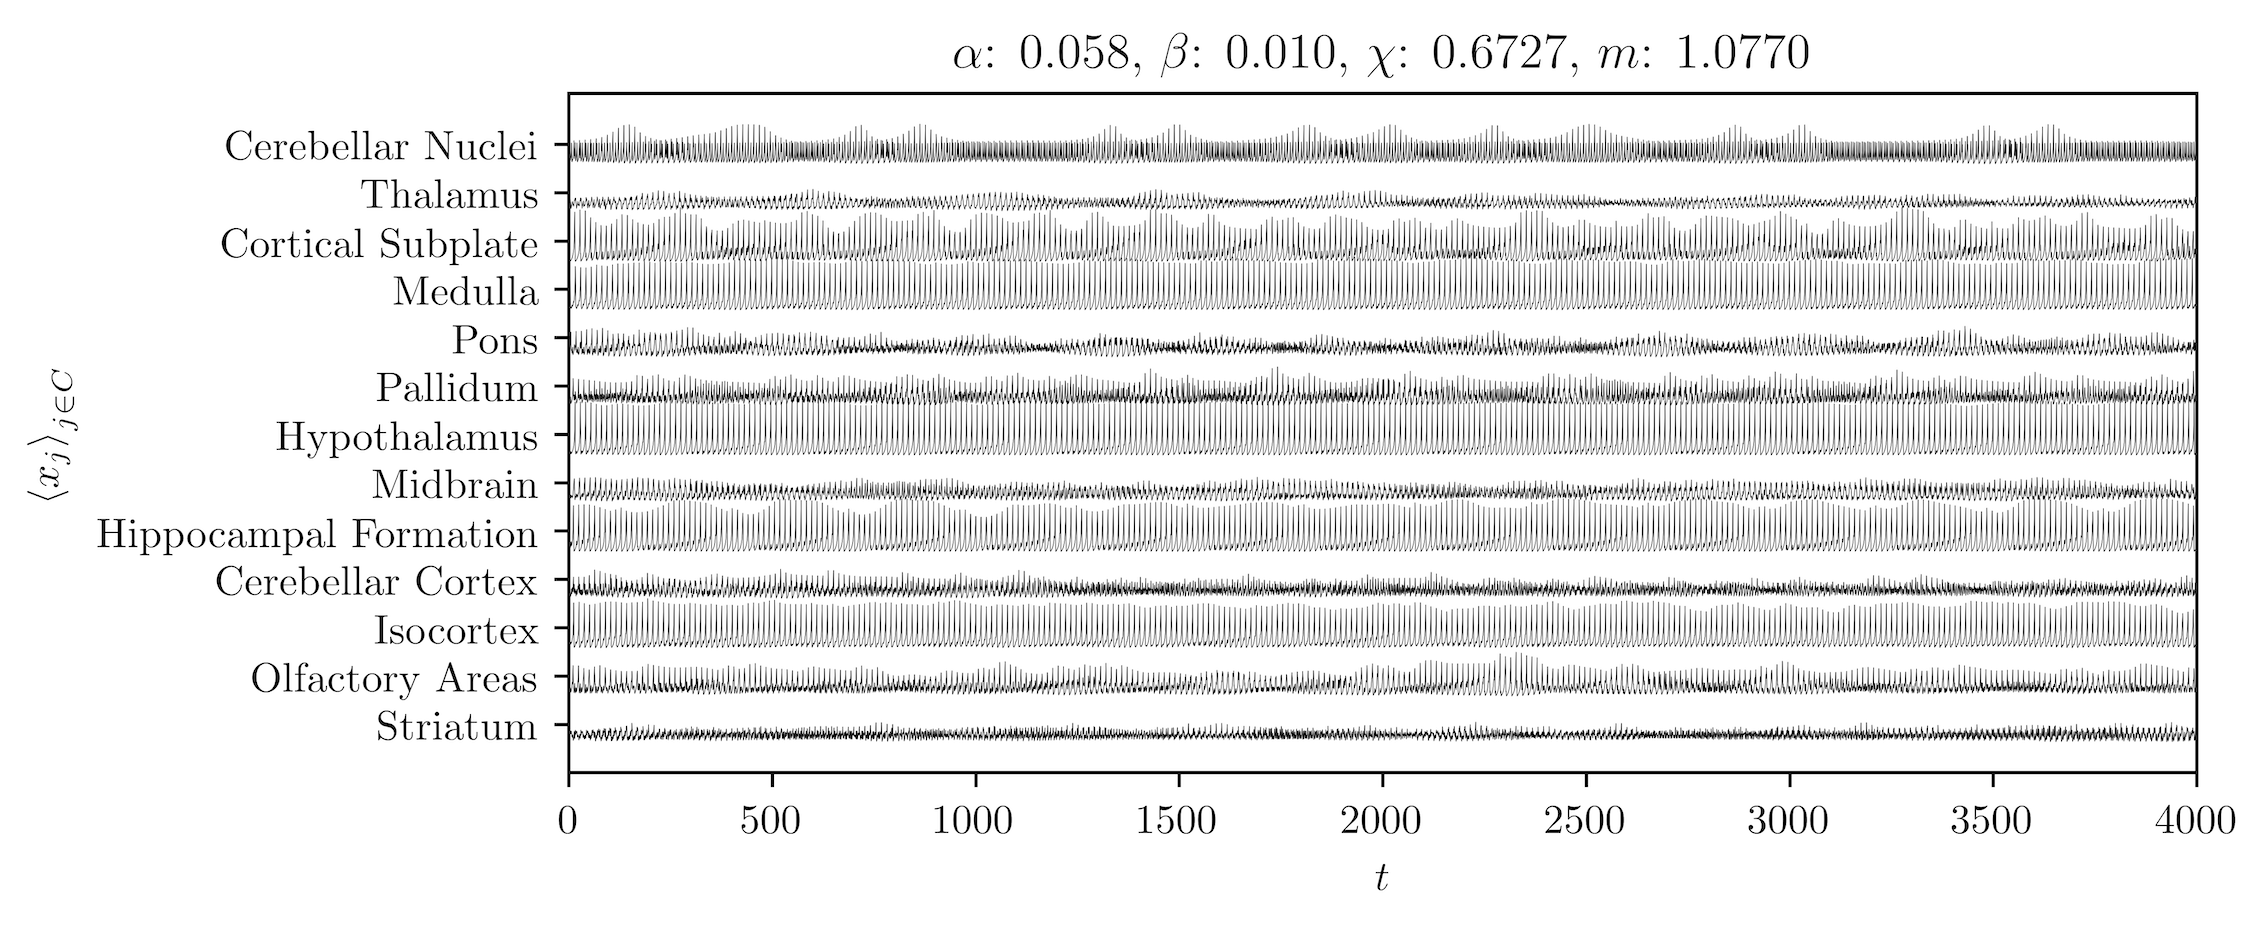 α: 0.058, β: 0.010, χ: 0.6727, m: 1.0770
Cerebellar Nuclei
Thalamus
Cortical Subplate
Medulla
Pons
Pallidum
Hypothalamus
Midbrain
Hippocampal Formation
Cerebellar Cortex
Isocortex
Olfactory Areas
Striatum
⟨x_j⟩_{j∈C}
0 500 1000 1500 2000 2500 3000 3500 4000
t